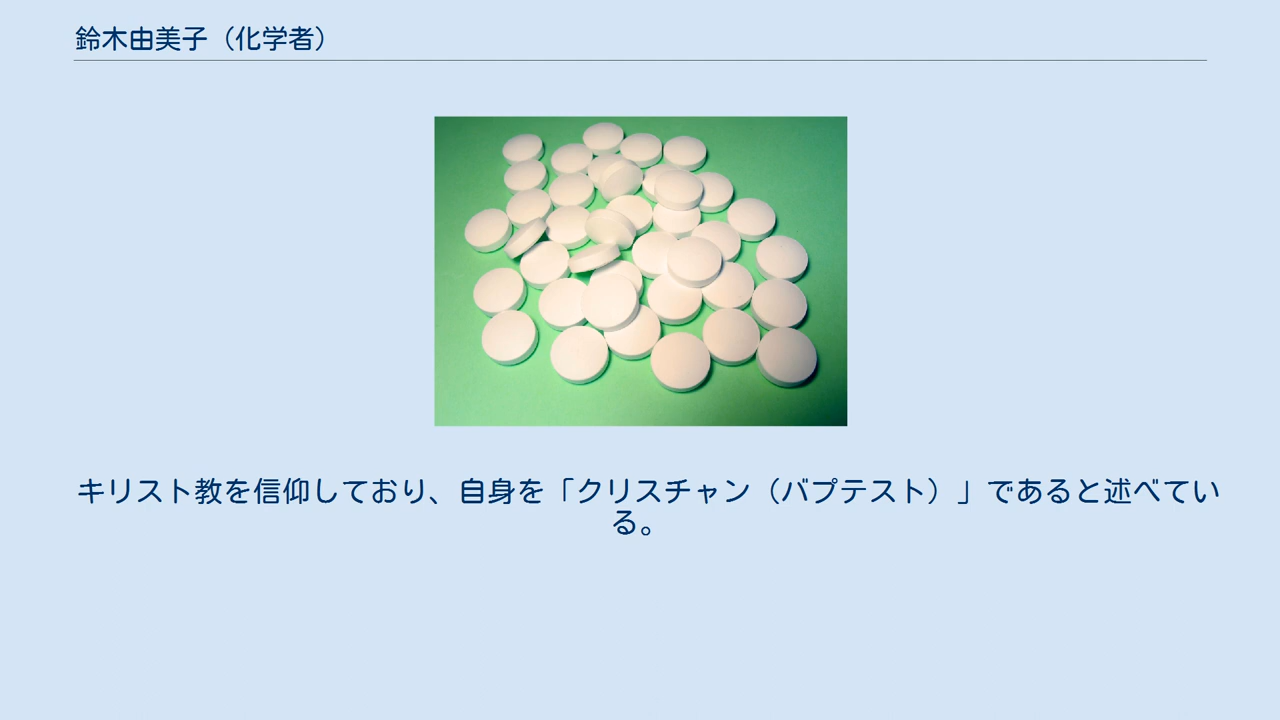 鈴木由美子（化学者）
キリスト教を信仰しており、自身を「クリスチャン（バプテスト）」であると述べてい
る。